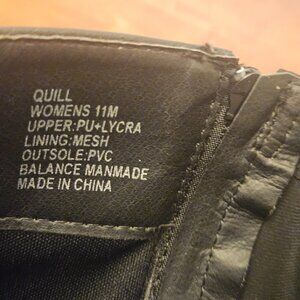 QUILL
WOMENS 11M
UPPER:PU+LYCRA
LINING:MESH
OUTSOLE:PVC
BALANCE MANMADE
MADE IN CHINA